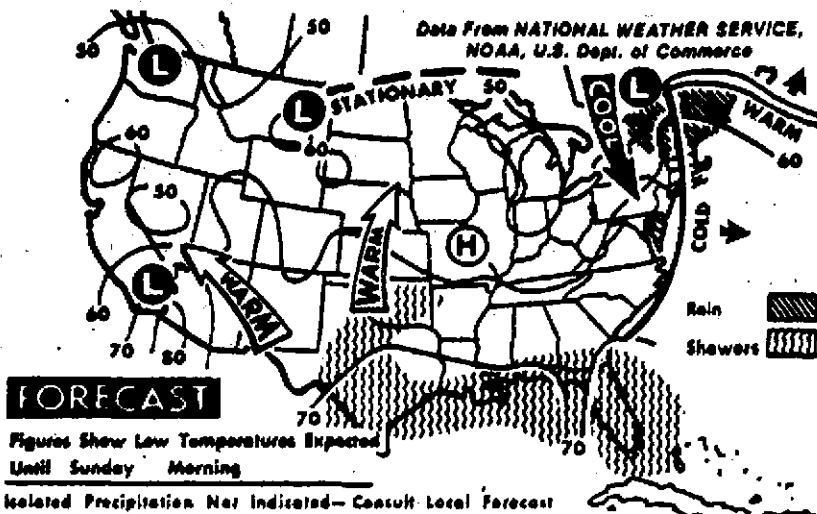 50
50
Data From NATIONAL WEATHER SERVICE,
NOAA, U.S. Dept. of Commerce
L
L
STATIONARY
50
COOL
L
WARM
60
60
60
50
COLD
H
WARM
WARM
L
60
70
80
Rain
Showers
FORECAST
70
70
Figures Show Low Temperatures Expected
Until Sunday Morning
Isolated Precipitation Not Indicated— Consult Local Forecast